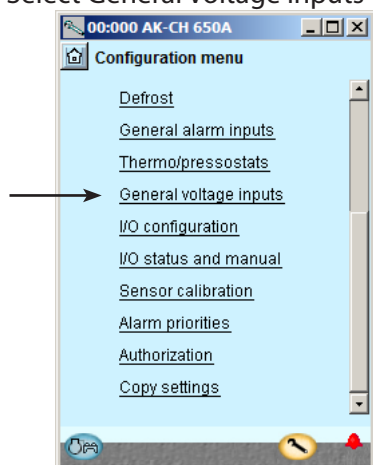 Select General voltage inputs
00:000 AK-CH 650A
Configuration menu
Defrost
General alarm inputs
Thermo/pressostats
General voltage inputs
I/O configuration
I/O status and manual
Sensor calibration
Alarm priorities
Authorization
Copy settings